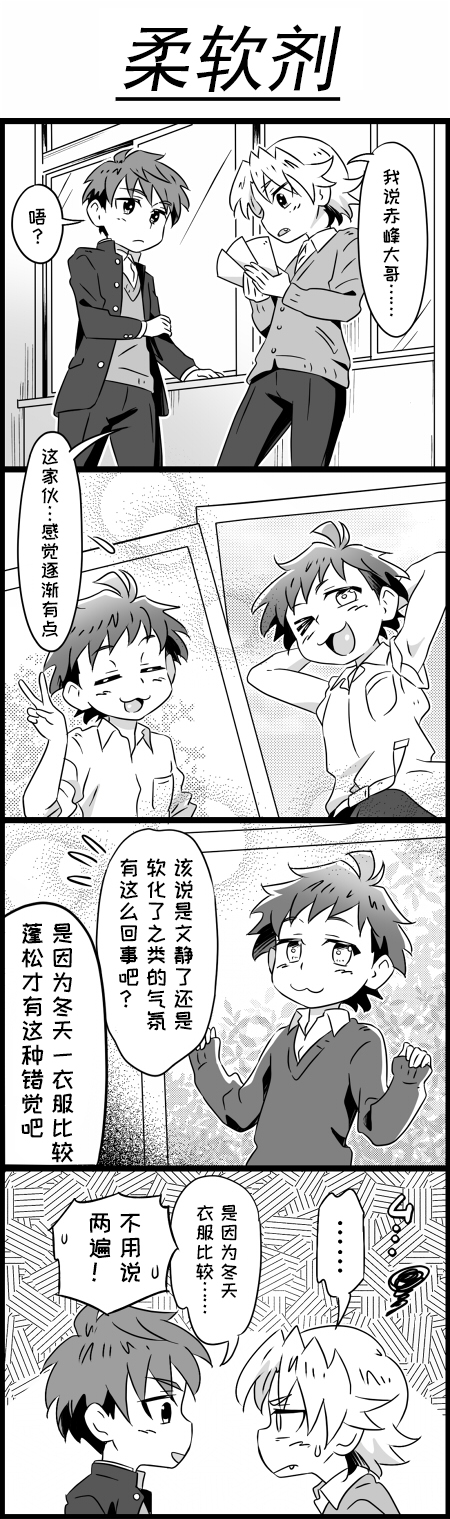 柔软剂
我说赤峰大哥……
唔？
这家伙…感觉逐渐有点
该说是文静了还是
软化了之类的气氛
有这么回事吧？
是因为冬天—衣服比较
蓬松才有这种错觉吧
……
是因为冬天
衣服比较……
不用说
两遍！